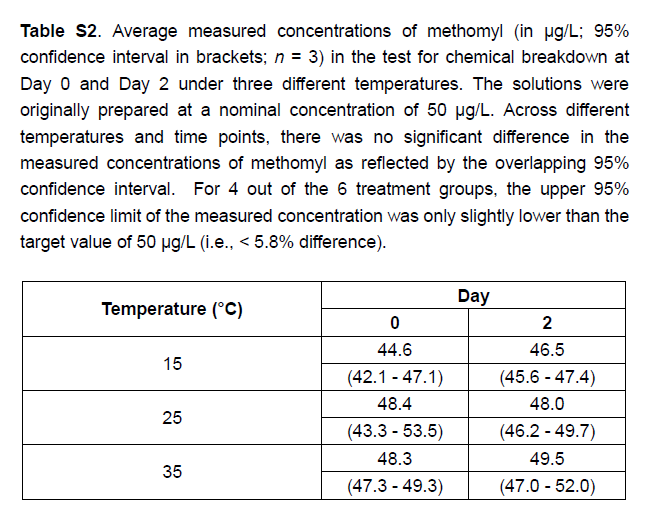 Table S2. Average measured concentrations of methomyl (in µg/L; 95%
confidence interval in brackets; n = 3) in the test for chemical breakdown at
Day 0 and Day 2 under three different temperatures. The solutions were
originally prepared at a nominal concentration of 50 µg/L. Across different
temperatures and time points, there was no significant difference in the
measured concentrations of methomyl as reflected by the overlapping 95%
confidence interval. For 4 out of the 6 treatment groups, the upper 95%
confidence limit of the measured concentration was only slightly lower than the
target value of 50 µg/L (i.e., < 5.8% difference).
Temperature (°C) Day
0 2
15 44.6 46.5
(42.1 - 47.1) (45.6 - 47.4)
25 48.4 48.0
(43.3 - 53.5) (46.2 - 49.7)
35 48.3 49.5
(47.3 - 49.3) (47.0 - 52.0)